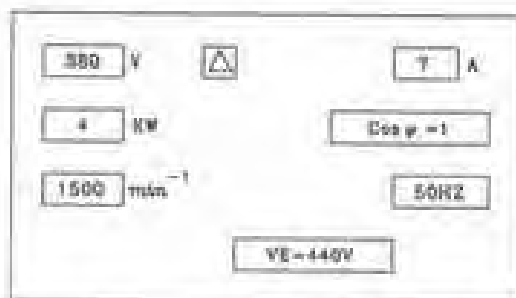 380 V △ 7 A
4 KW Cos φ =1
1500 min⁻¹ 50HZ
VE=440V